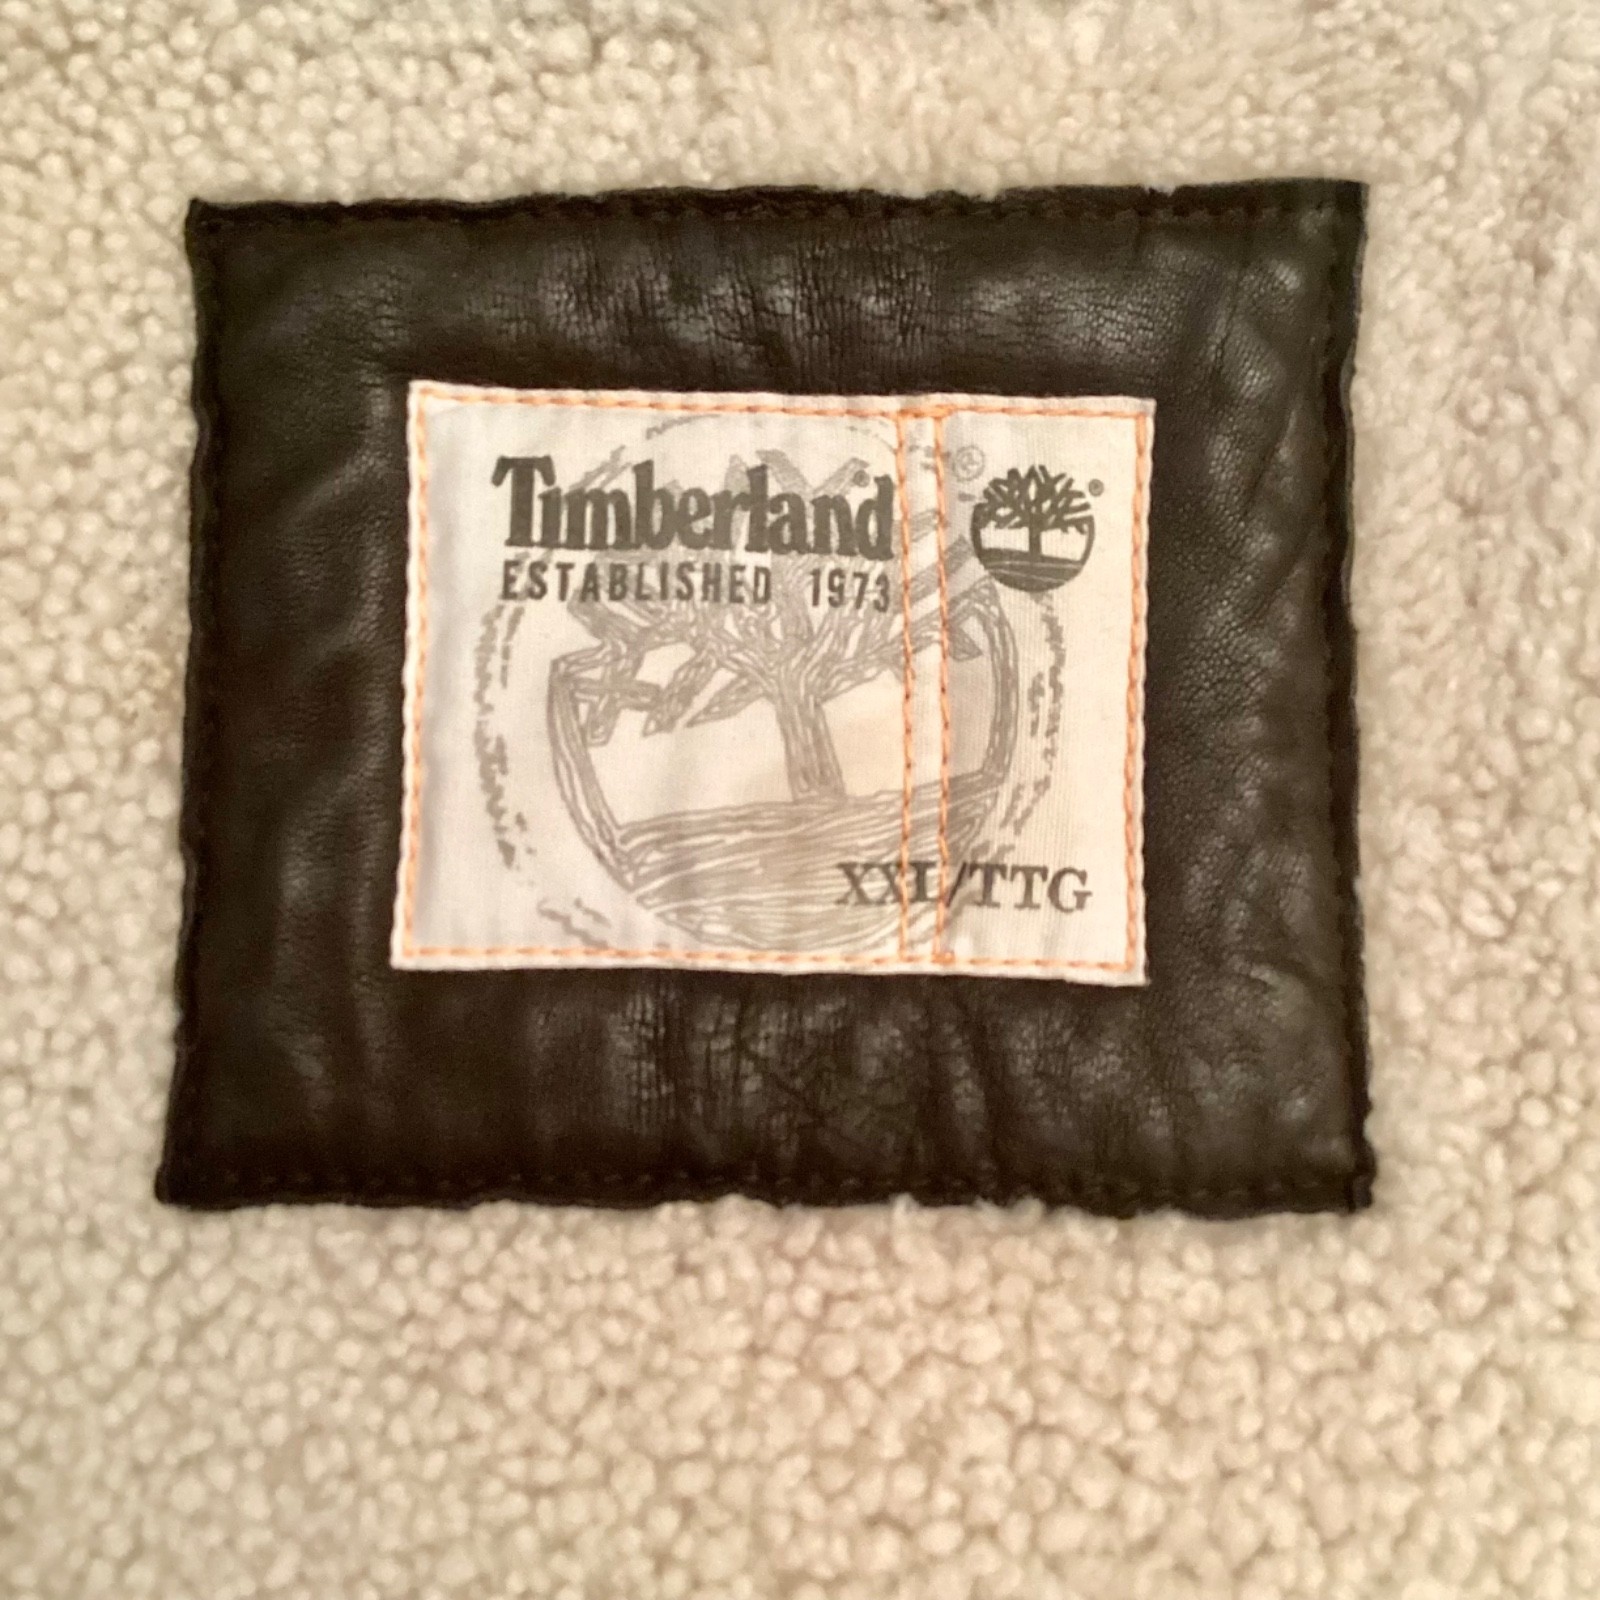 Timberland®
ESTABLISHED 1973
®
®
XXL/TTG